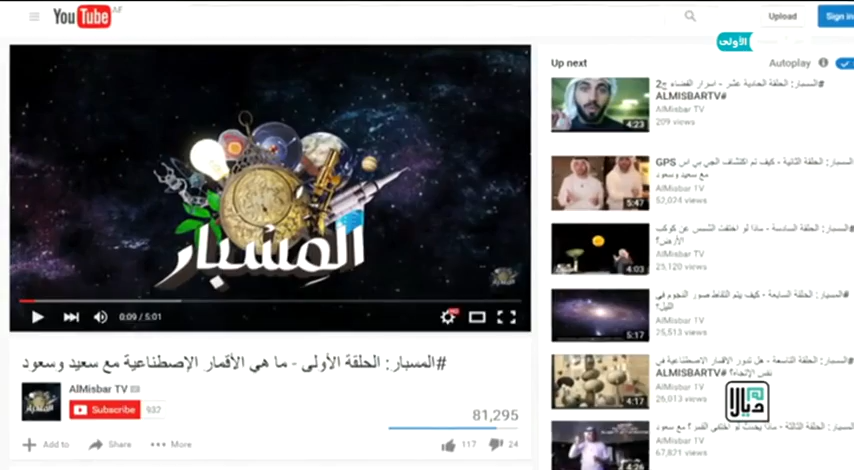 YouTube AE
Upload
Sign in
الأولى
المسبار
0:09 / 5:01
#المسبار: الحلقة الأولى - ما هي الأقمار الإصطناعية مع سعيد وسعود
AlMisbar TV
Subscribe 937
81,295
Add to Share More
117 24
Up next Autoplay
#المسبار: الحلقة الحادية عشر - اسرار الفضاء ج2
#ALMISBARTV
AlMisbar TV
209 views
4:23
المسبار: الحلقة الثانية - كيف تم اكتشاف الجي بي اس GPS
مع سعيد وسعود
AlMisbar TV
52,024 views
5:47
المسبار: الحلقة السادسة - ماذا لو اختفت الشمس عن كوكب
الأرض؟
AlMisbar TV
25,120 views
4:03
#المسبار: الحلقة السابعة - كيف يتم التقاط صور النجوم في
الليل؟
AlMisbar TV
25,513 views
5:17
#المسبار: الحلقة التاسعة - هل تدور الاقمار الاصطناعية في
نفس الإتجاه؟ #ALMISBARTV
AlMisbar TV
26,013 views
4:17
ديالا
#المسبار: الحلقة الثالثة - ماذا يحدث لو اختفى القمر؟ مع سعود
AlMisbar TV
67,821 views
4:26